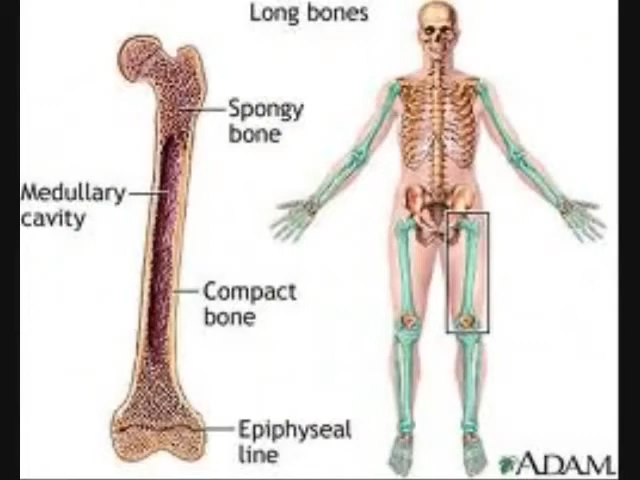 Long bones
Spongy
bone
Medullary
cavity
Compact
bone
Epiphyseal
line
ADAM.